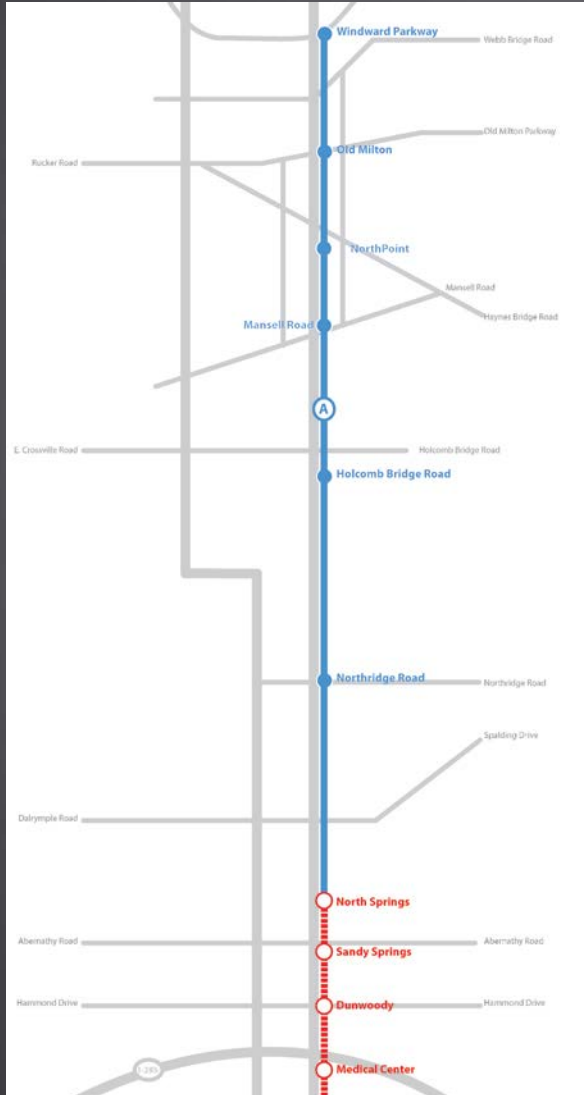 Windward Parkway
Webb Bridge Road
Old Milton Parkway
Old Milton
Rucker Road
NorthPoint
Mansell Road
Haynes Bridge Road
Mansell Road
A
E. Crossville Road
Holcomb Bridge Road
Holcomb Bridge Road
Northridge Road
Northridge Road
Spalding Drive
Dalrymple Road
North Springs
Abernathy Road
Abernathy Road
Sandy Springs
Hammond Drive
Dunwoody
Hammond Drive
I-285
Medical Center